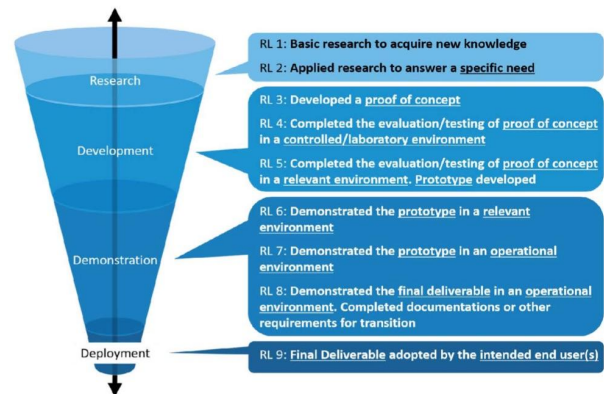 Research
Development
Demonstration
Deployment
RL 1: Basic research to acquire new knowledge
RL 2: Applied research to answer a specific need
RL 3: Developed a proof of concept
RL 4: Completed the evaluation/testing of proof of concept
in a controlled/laboratory environment
RL 5: Completed the evaluation/testing of proof of concept
in a relevant environment. Prototype developed
RL 6: Demonstrated the prototype in a relevant
environment
RL 7: Demonstrated the prototype in an operational
environment
RL 8: Demonstrated the final deliverable in an operational
environment. Completed documentations or other
requirements for transition
RL 9: Final Deliverable adopted by the intended end user(s)